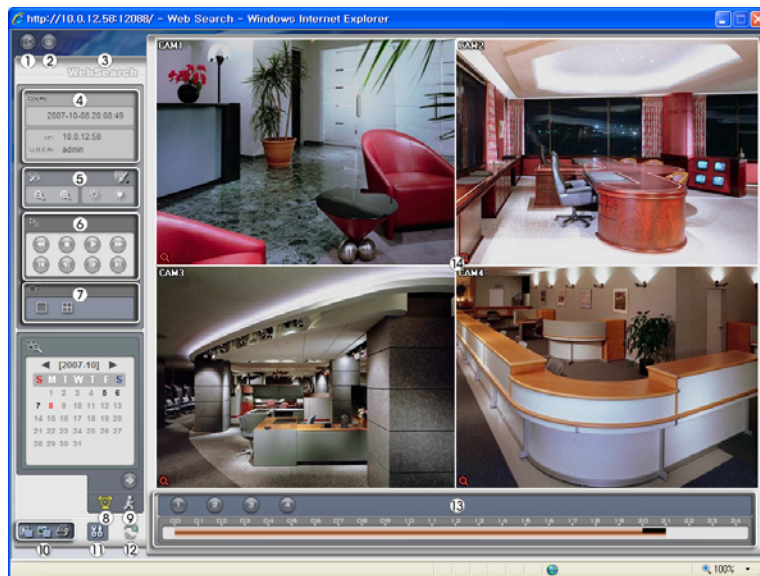 http://10.0.12.58:12088/ - Web Search - Windows Internet Explorer
1 2 3
WebSearch
4
2007-10-08 20:08:49
10.0.12.58
admin
5
6
7
[2007-10]
S M T W T F S
1 2 3 4 5 6
7 8 9 10 11 12 13
14 15 16 17 18 19 20
21 22 23 24 25 26 27
28 29 30 31
8 9
10 11 12
CAM1
CAM2
14
CAM3
CAM4
1 2 3 4 13
00 01 02 03 04 05 06 07 08 09 10 11 12 13 14 15 16 17 18 19 20 21 22 23 24
100%